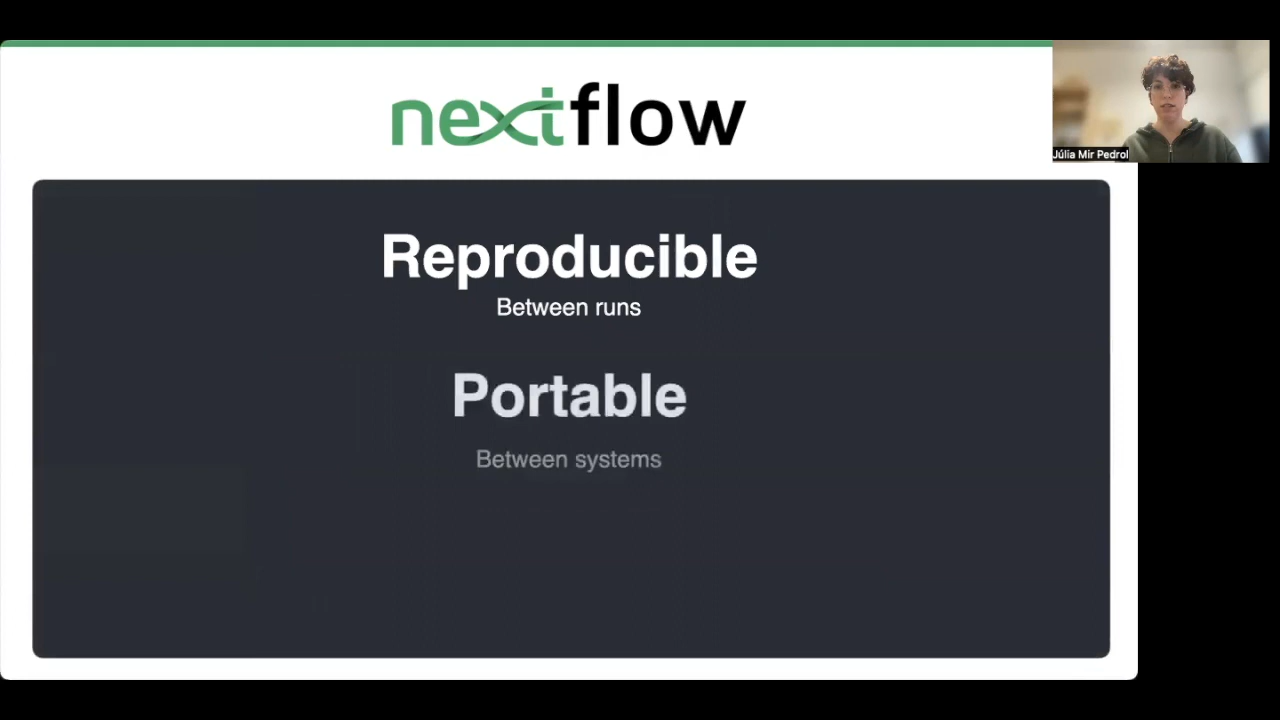 nextflow
Júlia Mir Pedrol
Reproducible
Between runs
Portable
Between systems